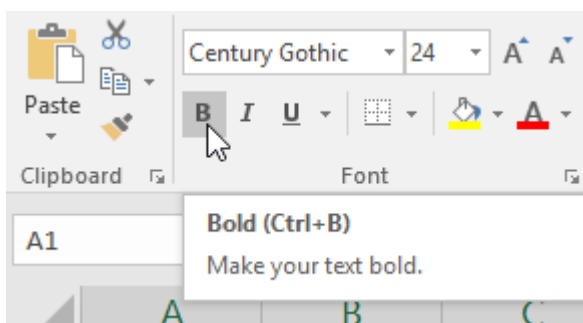 Century Gothic 24 A A
Paste
B I U A
Clipboard Font
Bold (Ctrl+B)
A1
Make your text bold.
A B C